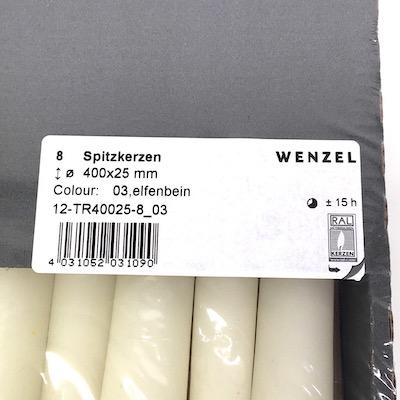 8 Spitzkerzen
WENZEL
↕ ø 400x25 mm
Colour: 03,elfenbein
± 15 h
12-TR40025-8_03
RAL
KERZEN
4 031052 031090